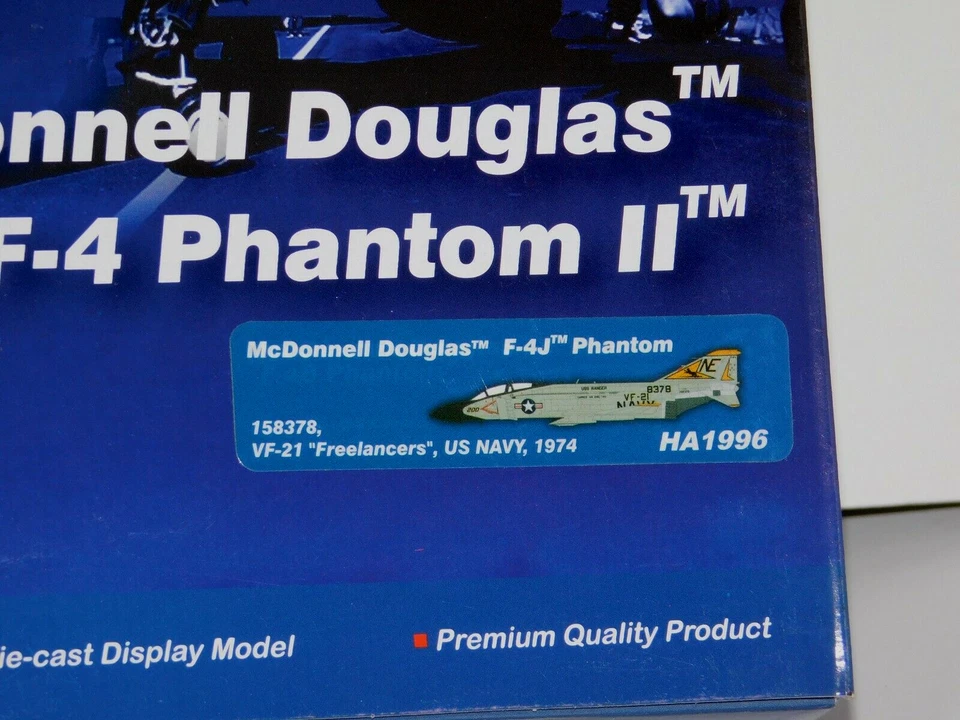 onnell Douglas™
F-4 Phantom II™
McDonnell Douglas™ F-4J™ Phantom
NE
USS RANGER
8378
VF-21
NAVY
200
158378,
VF-21 "Freelancers", US NAVY, 1974
HA1996
ie-cast Display Model
■ Premium Quality Product